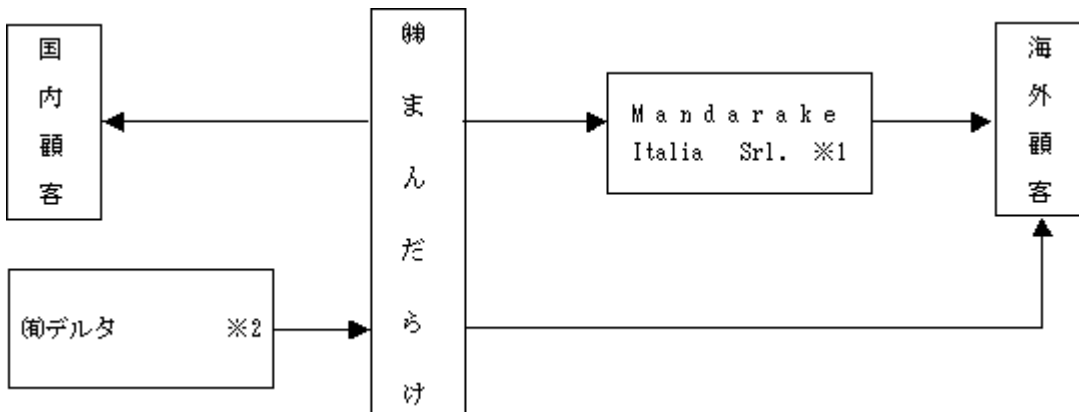 国内顧客
㈱まんだらけ
Mandarake
Italia Srl. ※1
海外顧客
㈲デルタ ※2